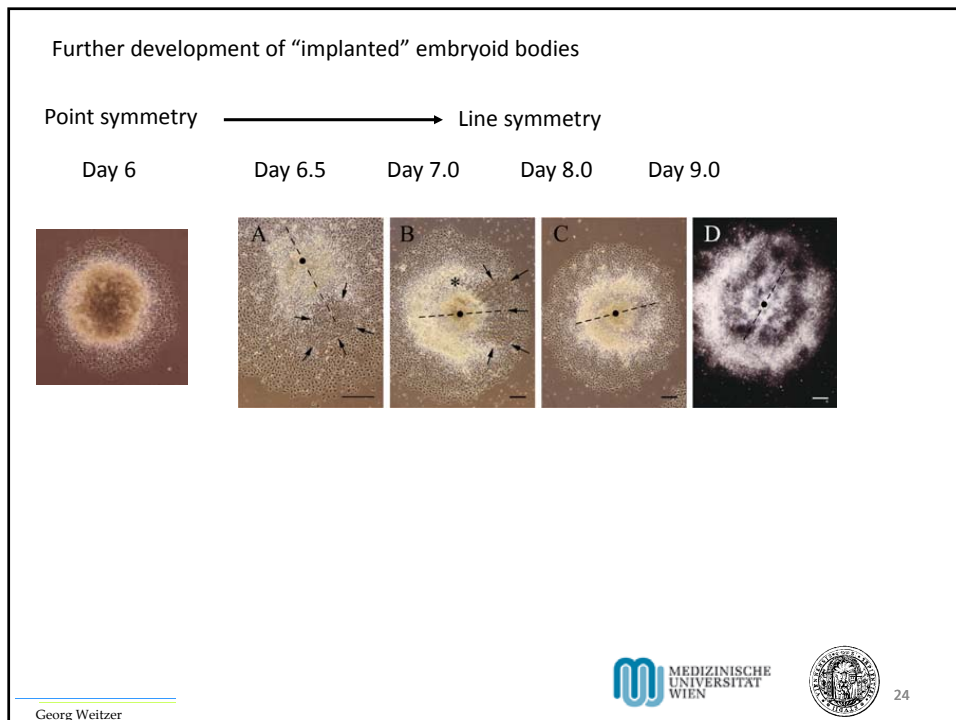 Further development of “implanted” embryoid bodies
Point symmetry Line symmetry
Day 6 Day 6.5 Day 7.0 Day 8.0 Day 9.0
A B C D
*
MEDIZINISCHE
UNIVERSITÄT
WIEN
24
Georg Weitzer